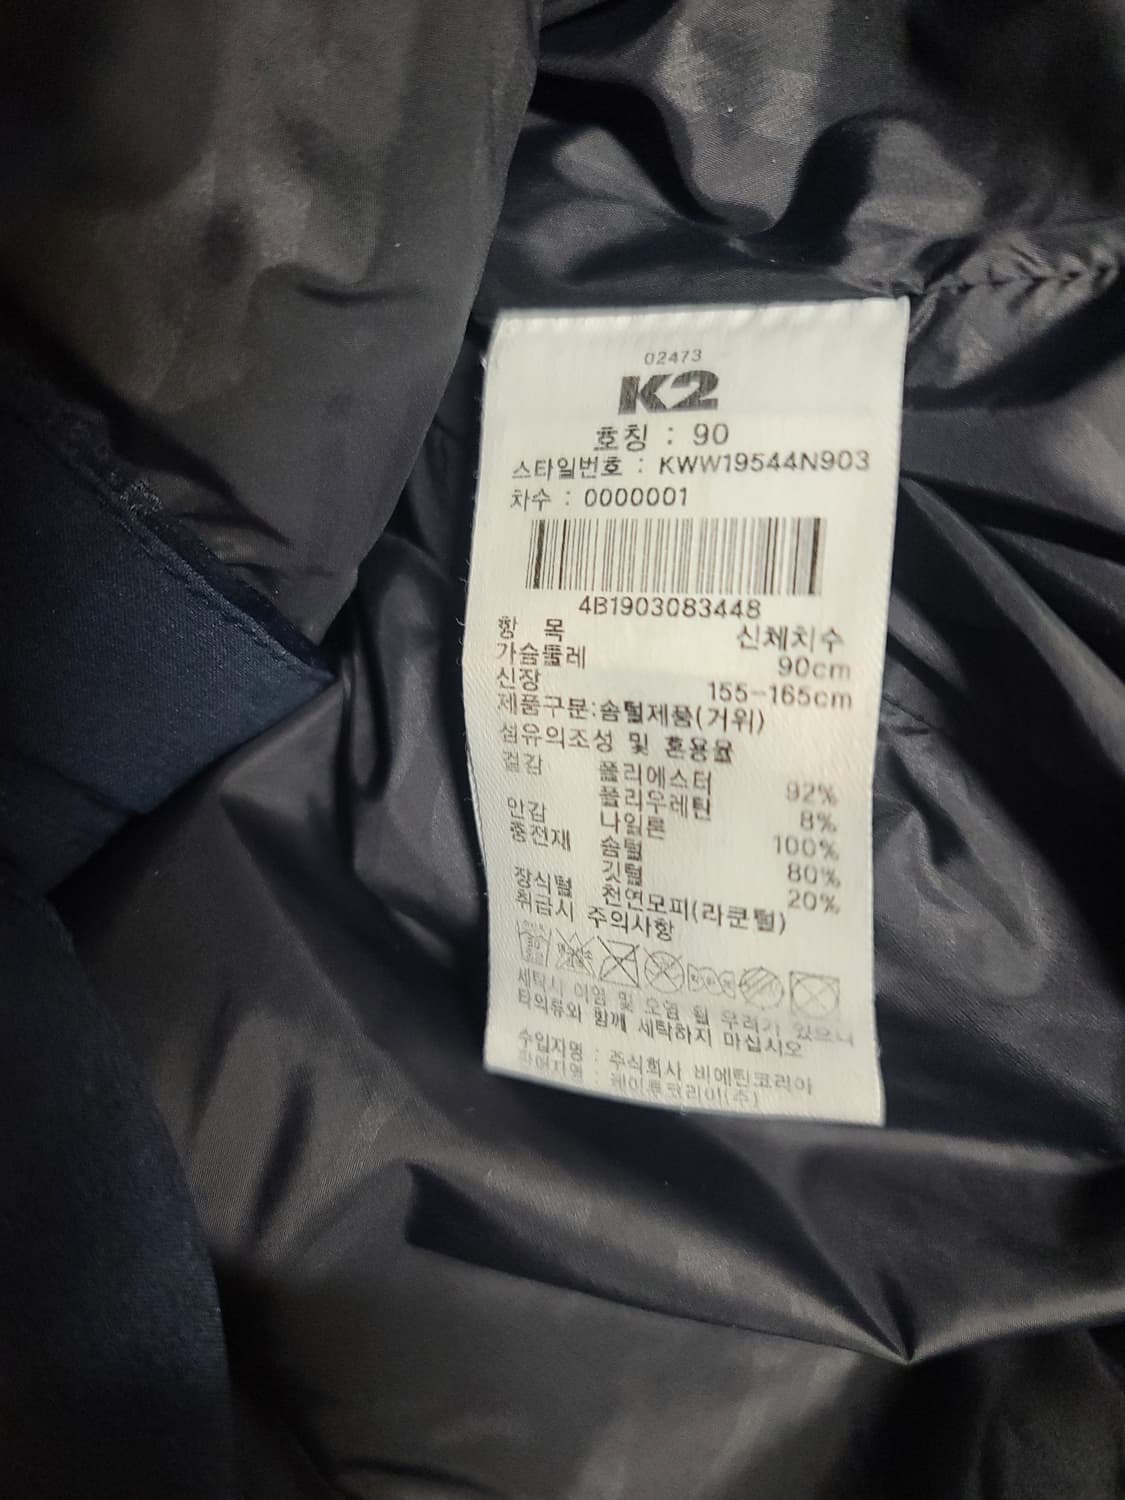 02473
K2
호칭 : 90
스타일번호 : KWW19544N903
차수 : 0000001
4B1903083448
항 목 신체치수
가슴둘레 90cm
신장 155-165cm
제품구분:솜털제품(거위)
섬유의조성 및 혼용율
겉감 폴리에스터 92%
폴리우레탄 8%
안감 나일론 100%
충전재 솜털 80%
깃털 20%
장식털 천연모피(라쿤털)
취급시 주의사항
세탁시 이염 및 오염 될 우려가 있으니
타의류와 함께 세탁하지 마십시오
수입자명 : 주식회사 비에틴코리아
판매자명 : 케이투코리아(주)